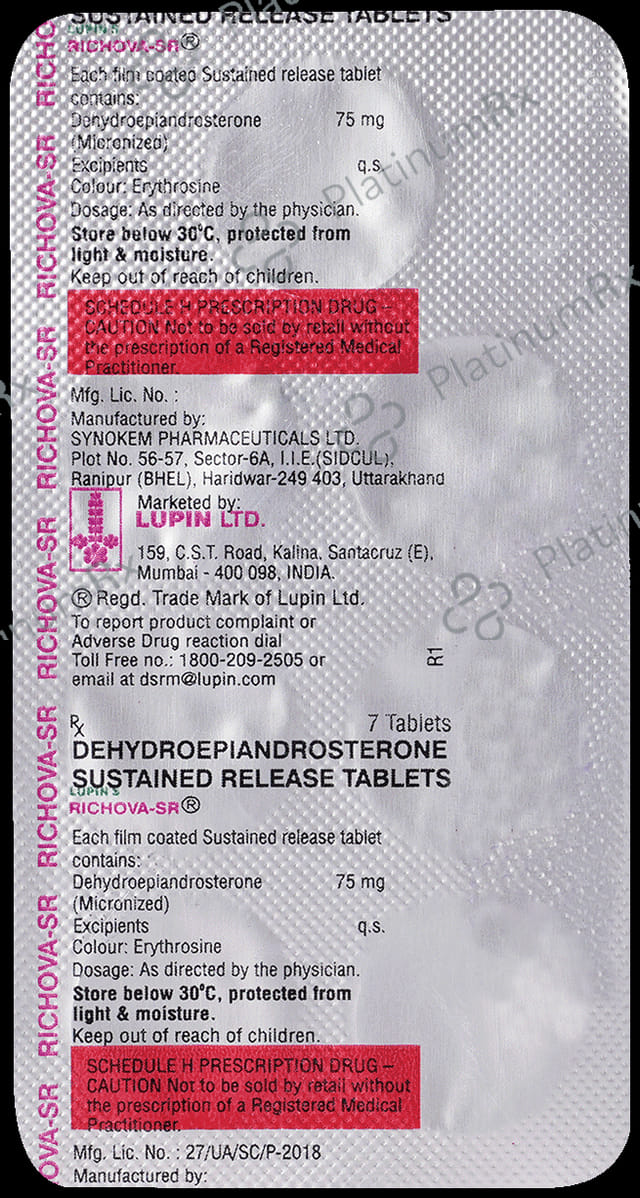 SUSTAINED RELEASE TABLETS
LUPIN'S
RICHOVA-SR®
Each film coated Sustained release tablet
contains:
Dehydroepiandrosterone 75 mg
(Micronized)
Excipients q.s.
Colour: Erythrosine
Dosage: As directed by the physician.
Store below 30°C, protected from
light & moisture.
Keep out of reach of children.
SCHEDULE H PRESCRIPTION DRUG –
CAUTION Not to be sold by retail without
the prescription of a Registered Medical
Practitioner.
Mfg. Lic. No. :
Manufactured by:
SYNOKEM PHARMACEUTICALS LTD.
Plot No. 56-57, Sector-6A, I.I.E.(SIDCUL),
Ranipur (BHEL), Haridwar-249 403, Uttarakhand
Marketed by:
LUPIN LTD.
159, C.S.T. Road, Kalina, Santacruz (E),
Mumbai - 400 098, INDIA.
® Regd. Trade Mark of Lupin Ltd.
To report product complaint or
Adverse Drug reaction dial
Toll Free no.: 1800-209-2505 or
email at dsrm@lupin.com
R1
Rx 7 Tablets
DEHYDROEPIANDROSTERONE
SUSTAINED RELEASE TABLETS
LUPIN'S
RICHOVA-SR®
Each film coated Sustained release tablet
contains:
Dehydroepiandrosterone 75 mg
(Micronized)
Excipients q.s.
Colour: Erythrosine
Dosage: As directed by the physician.
Store below 30°C, protected from
light & moisture.
Keep out of reach of children.
SCHEDULE H PRESCRIPTION DRUG –
CAUTION Not to be sold by retail without
the prescription of a Registered Medical
Practitioner.
Mfg. Lic. No. : 27/UA/SC/P-2018
Manufactured by:
OVA-SR RICHOVA-SR RICHOVA-SR RICHOVA-SR RICHOVA-SR RICHOVA-SR RICHO
PlatinumRx
PlatinumRx